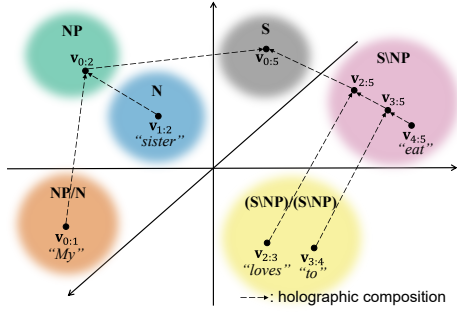 NP
S
S\NP
v0:2
v0:5
v2:5
N
v3:5
v1:2
"sister"
v4:5
"eat"
NP/N
(S\NP)/(S\NP)
v0:1
"My"
v2:3
"loves"
v3:4
"to"
: holographic composition